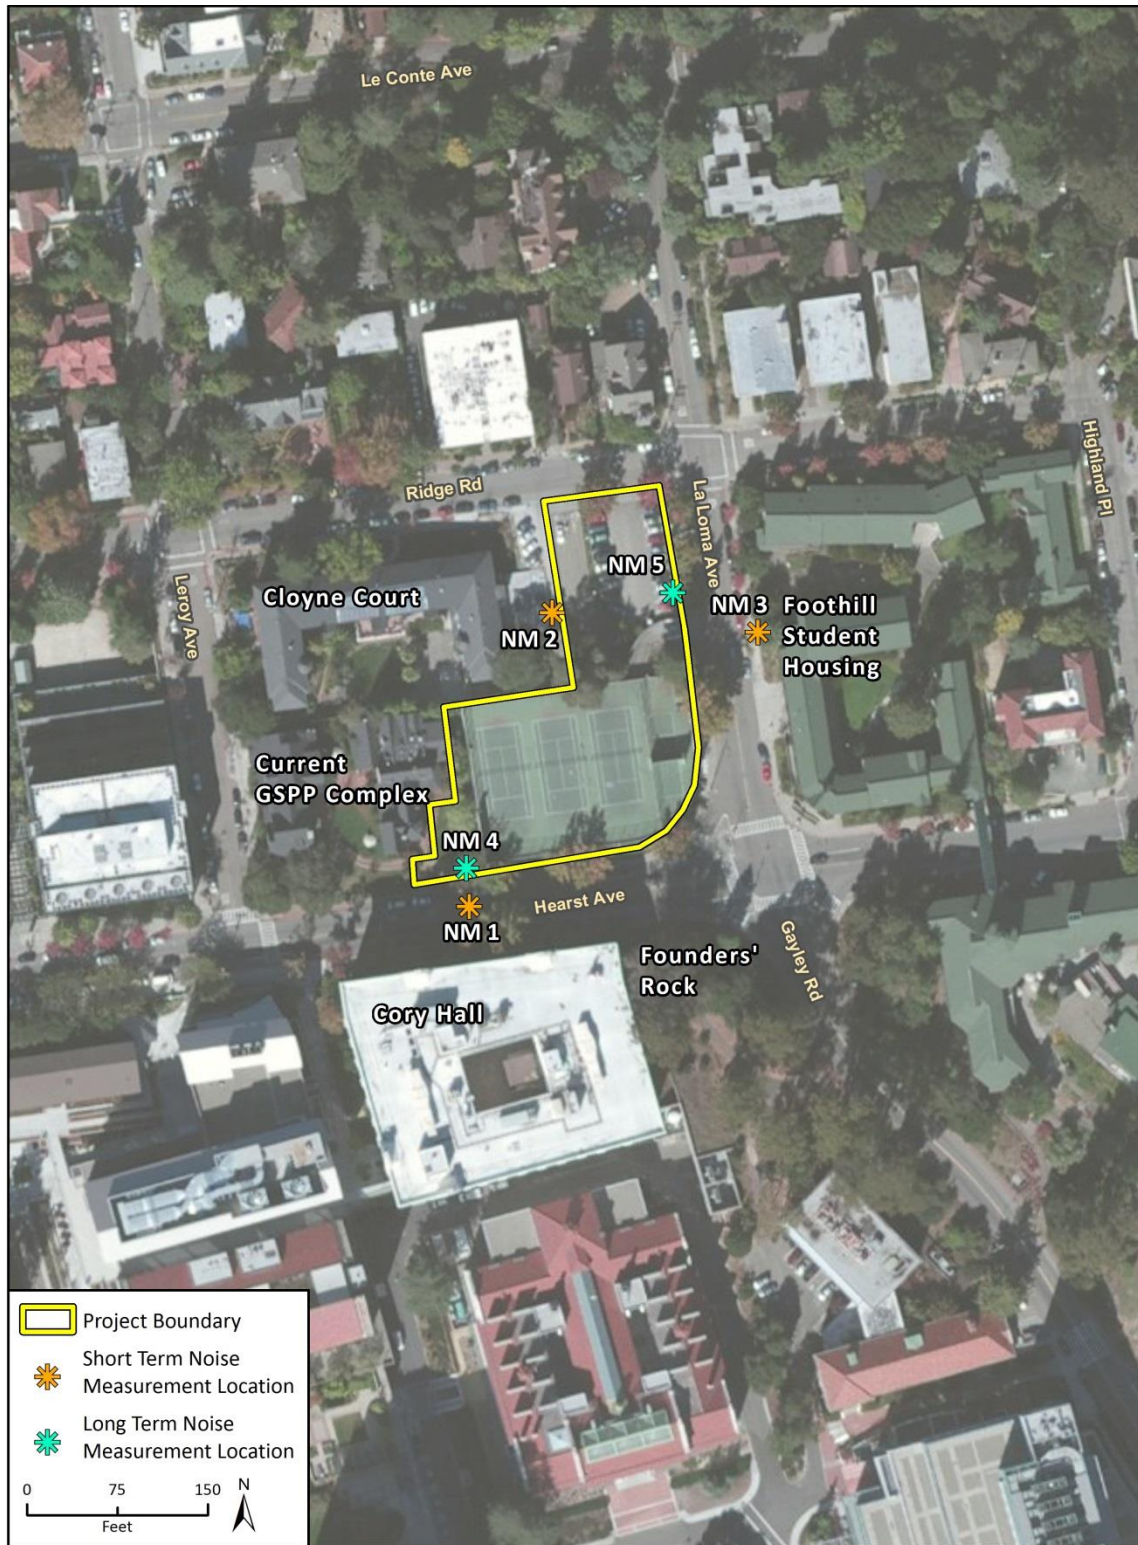 Le Conte Ave
Highland Pl
Ridge Rd
La Loma Ave
NM 5
Leroy Ave
Cloyne Court
NM 2
NM 3
Foothill
Student
Housing
Current
GSPP Complex
NM 4
Hearst Ave
NM 1
Founders'
Rock
Gayley Rd
Cory Hall
Project Boundary
Short Term Noise
Measurement Location
Long Term Noise
Measurement Location
0 75 150
Feet
N